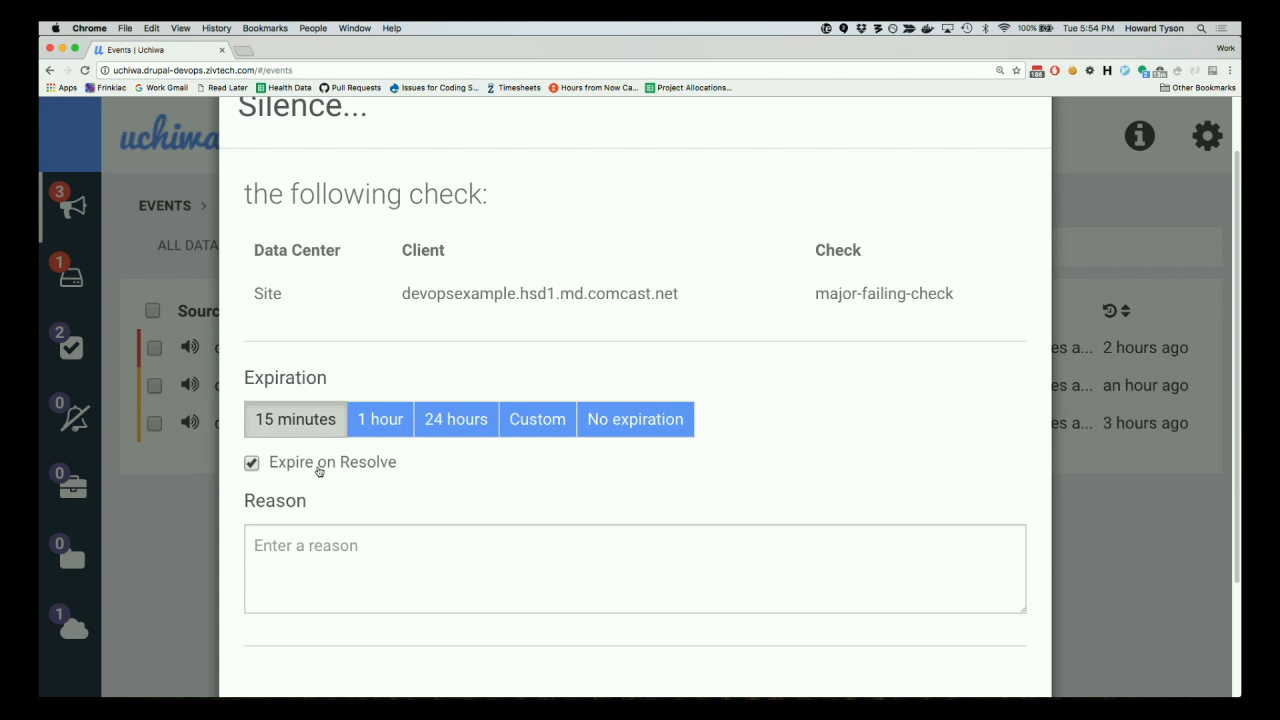 Chrome File Edit View History Bookmarks People Window Help 100% Tue 5:54 PM Howard Tyson
Events | Uchiwa
Work
uchiwa.drupal-devops.zivtech.com/#/events
Apps Frinkiac Work Gmail Read Later Health Data Pull Requests Issues for Coding S... Timesheets Hours from Now Ca... Project Allocations... Other Bookmarks
Silence...
uchiwa
the following check:
3
EVENTS >
ALL DATA
Data Center Client Check
1
Site devopsexample.hsd1.md.comcast.net major-failing-check
Sourc
2
es a... 2 hours ago
Expiration
es a... an hour ago
0
15 minutes 1 hour 24 hours Custom No expiration
es a... 3 hours ago
Expire on Resolve
0
Reason
Enter a reason
0
1